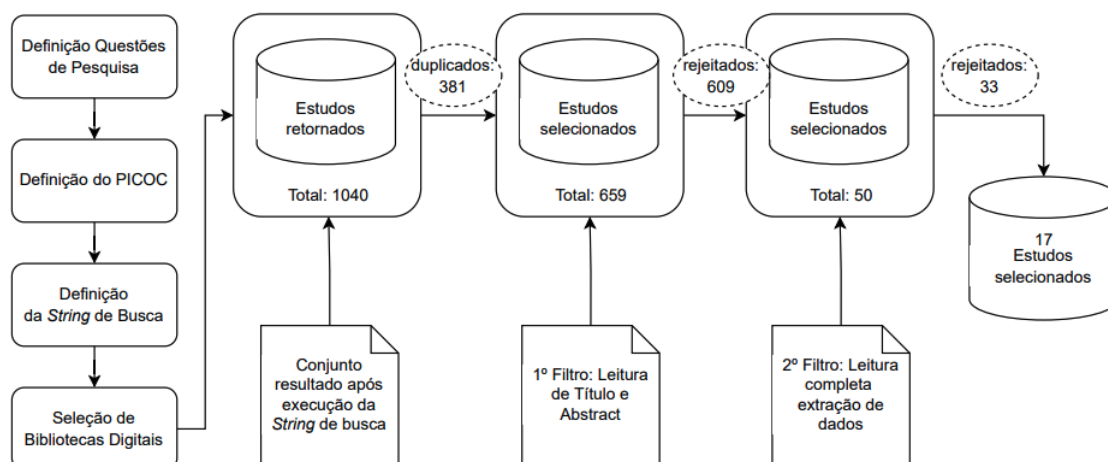 Definição Questões
de Pesquisa
Definição do PICOC
Definição
da String de Busca
Seleção de
Bibliotecas Digitais
Estudos
retornados
Total: 1040
duplicados:
381
Estudos
selecionados
Total: 659
rejeitados:
609
Estudos
selecionados
Total: 50
rejeitados:
33
17
Estudos
selecionados
Conjunto
resultado após
execução da
String de busca
1º Filtro: Leitura
de Título e
Abstract
2º Filtro: Leitura
completa
extração de
dados